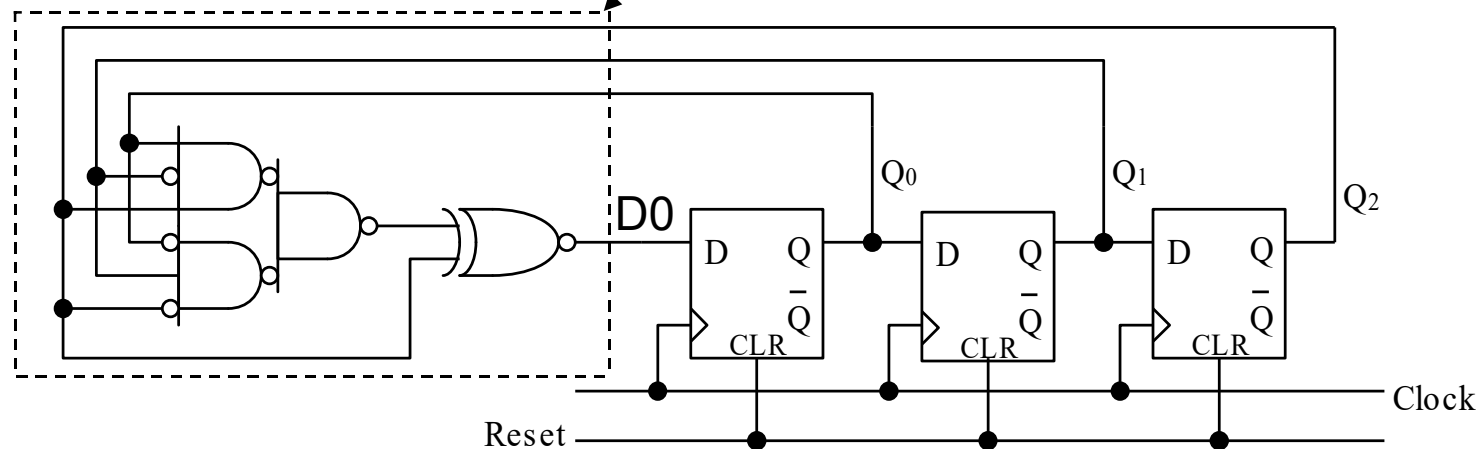 Q0
Q1
Q2
D0
D Q
Q̅
CLR
D Q
Q̅
CLR
D Q
Q̅
CLR
Clock
Reset